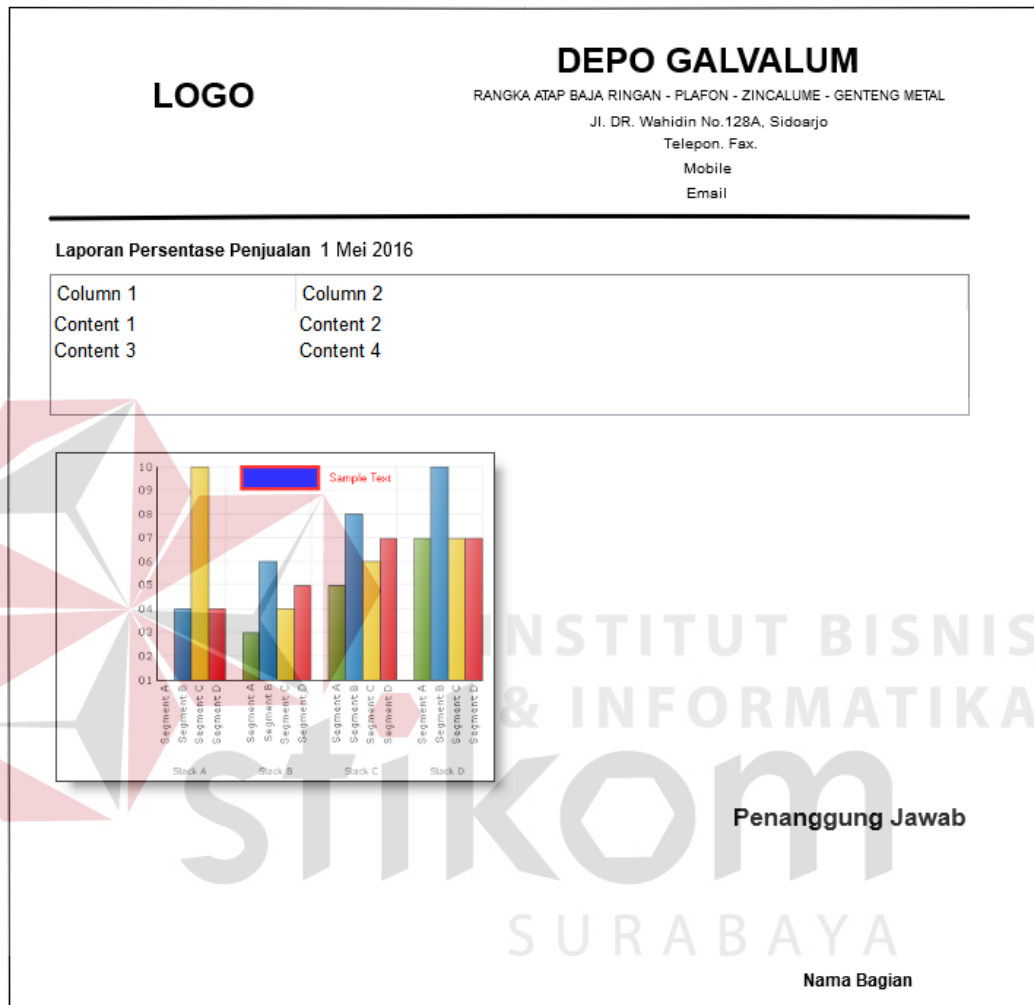 LOGO
DEPO GALVALUM
RANGKA ATAP BAJA RINGAN - PLAFON - ZINCALUME - GENTENG METAL
Jl. DR. Wahidin No.128A, Sidoarjo
Telepon. Fax.
Mobile
Email
Laporan Persentase Penjualan 1 Mei 2016
Column 1 Column 2
Content 1 Content 2
Content 3 Content 4
Sample Text
10
09
08
07
06
05
04
03
02
01
Segment A Segment B Segment C Segment D Segment A Segment B Segment C Segment D Segment A Segment B Segment C Segment D Segment A Segment B Segment C Segment D
Stack A Stack B Stack C Stack D
INSTITUT BISNIS
& INFORMATIKA
stikom
SURABAYA
Penanggung Jawab
Nama Bagian